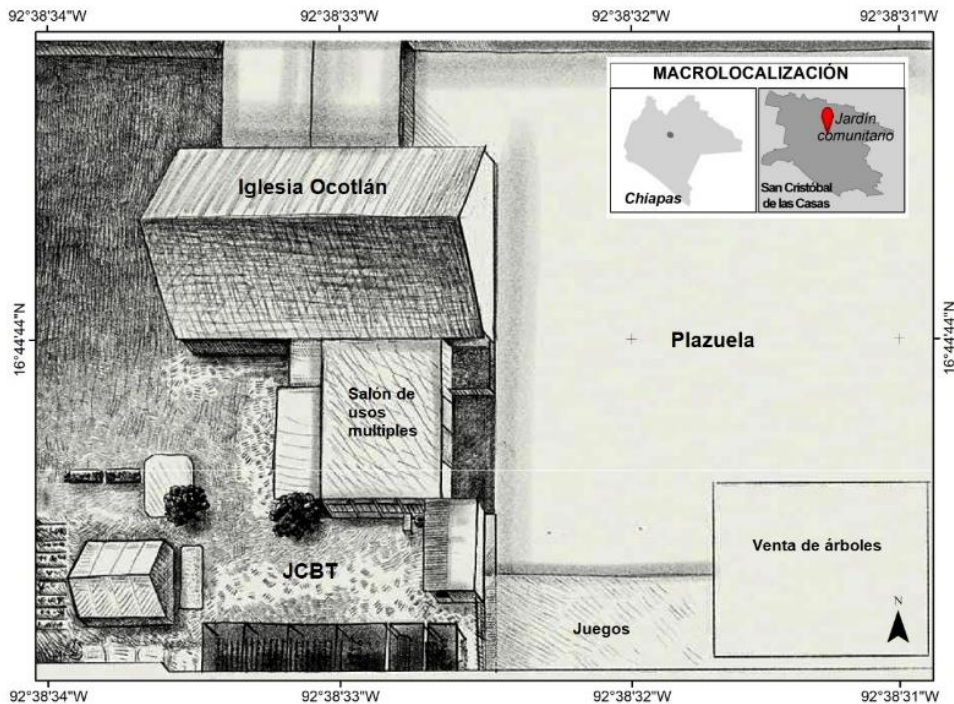 92°38'34"W
92°38'33"W
92°38'32"W
92°38'31"W
MACROLOCALIZACIÓN
Jardín
comunitario
Chiapas
San Cristóbal
de las Casas
Iglesia Ocotlán
16°44'44"N
16°44'44"N
Plazuela
Salón de
usos
multiples
Venta de árboles
JCBT
Juegos
N
92°38'34"W
92°38'33"W
92°38'32"W
92°38'31"W